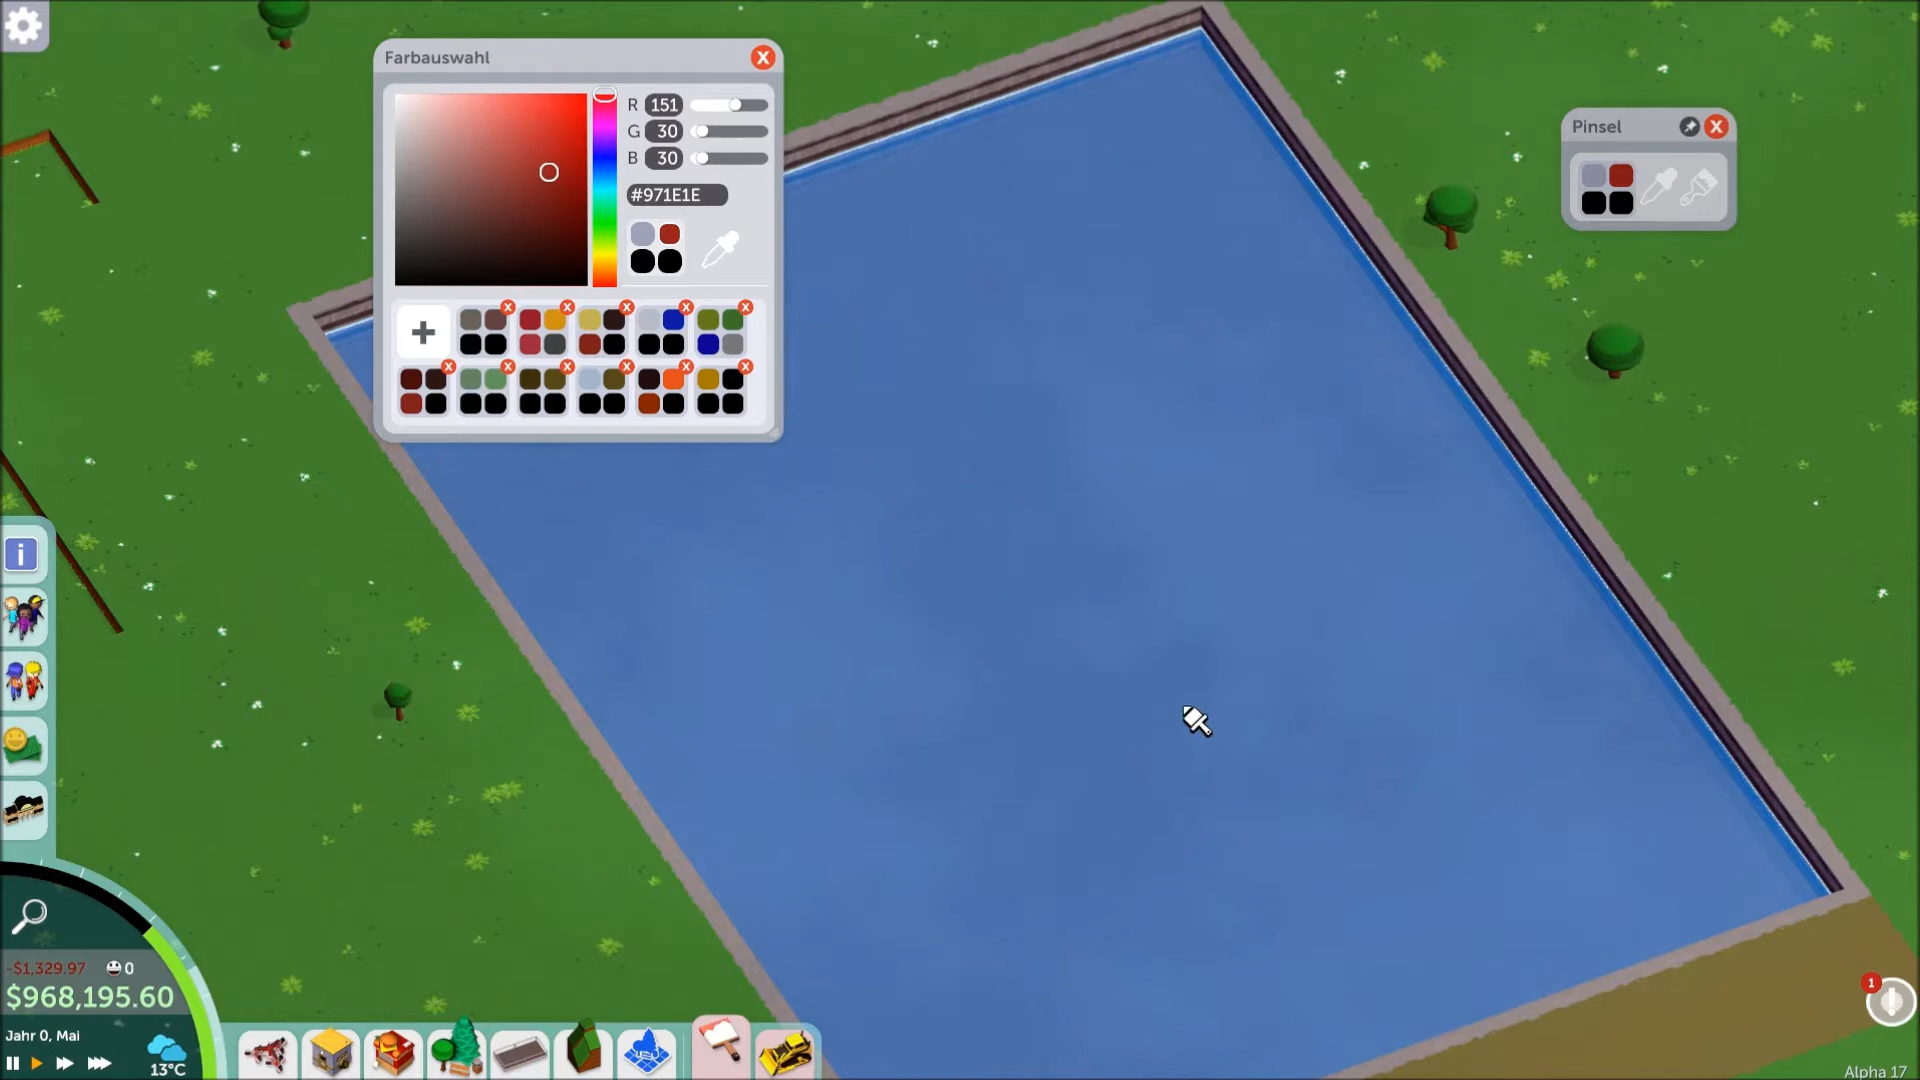 Farbauswahl
X
R 151
G 30
B 30
#971E1E
X X X X X
X X X X X X
Pinsel
X
i
-$1,329.97 0
$968,195.60
Jahr 0, Mai
13°C
1
Alpha 17